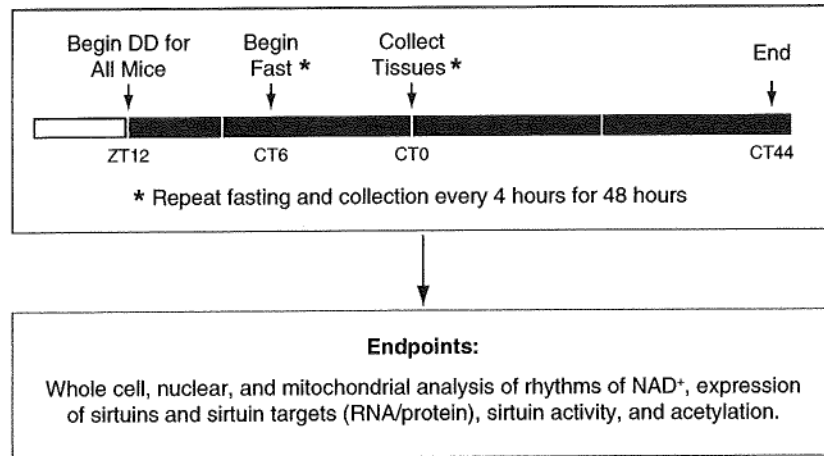 Begin DD for
All Mice
Begin
Fast *
Collect
Tissues *
End
ZT12
CT6
CT0
CT44
* Repeat fasting and collection every 4 hours for 48 hours
Endpoints:
Whole cell, nuclear, and mitochondrial analysis of rhythms of NAD⁺, expression
of sirtuins and sirtuin targets (RNA/protein), sirtuin activity, and acetylation.